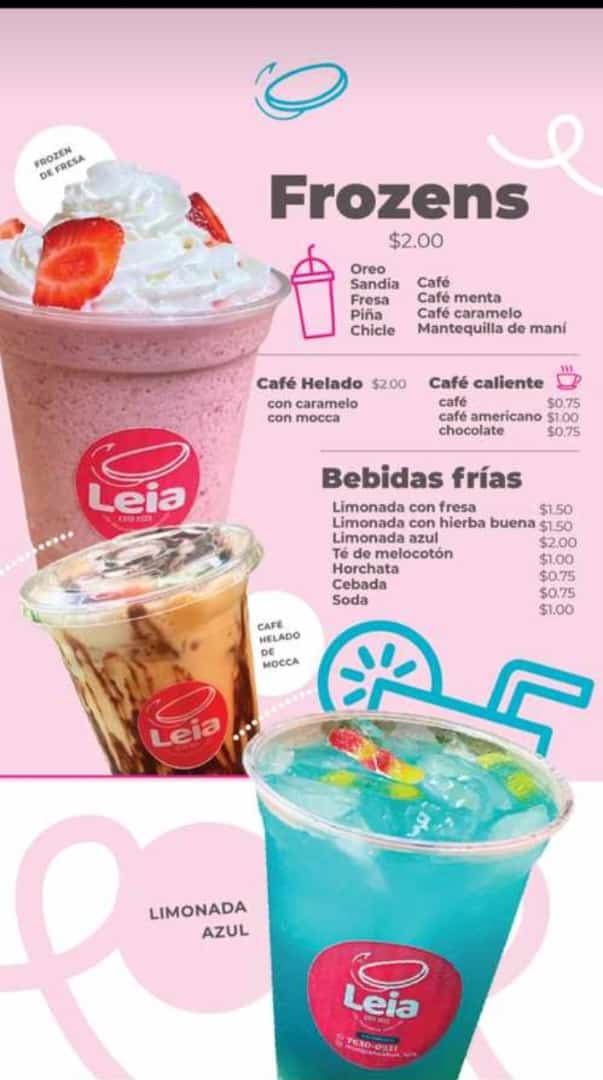 FROZEN
DE FRESA
Frozens
$2.00
Oreo
Sandía
Fresa
Piña
Chicle
Café
Café menta
Café caramelo
Mantequilla de maní
Café Helado $2.00
con caramelo
con mocca
Café caliente
café $0.75
café americano $1.00
chocolate $0.75
Bebidas frías
Limonada con fresa $1.50
Limonada con hierba buena $1.50
Limonada azul $2.00
Té de melocotón $1.00
Horchata $0.75
Cebada $0.75
Soda $1.00
Leia
CAFÉ
HELADO
DE
MOCCA
Leia
LIMONADA
AZUL
Leia